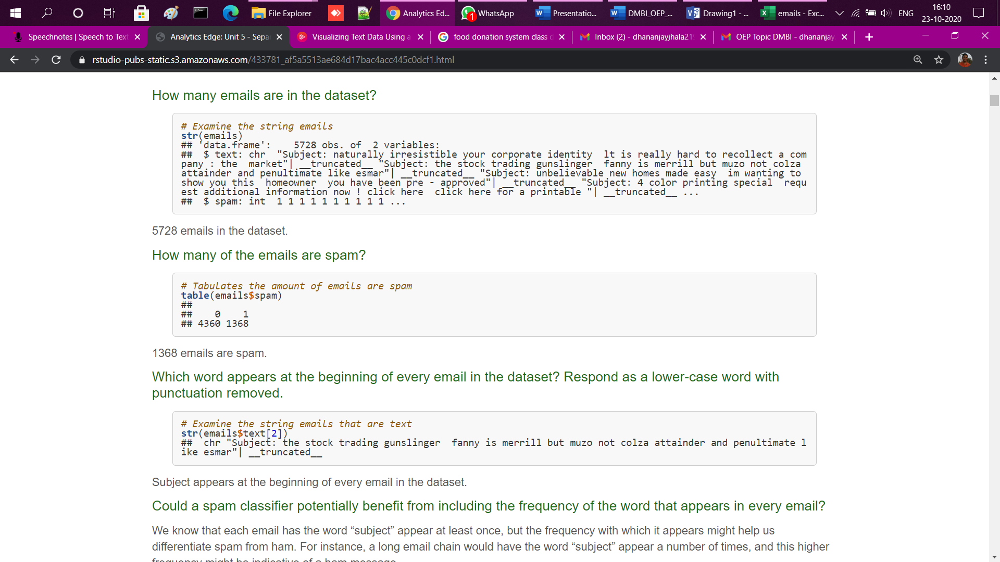 File Explorer
Analytics Ed...
1
WhatsApp
Presentatio...
DMBI_OEP_...
Drawing1 - ...
emails - Exc...
ENG
16:10
23-10-2020
Speechnotes | Speech to Text
Analytics Edge: Unit 5 - Sepa
Visualizing Text Data Using a
food donation system class d
Inbox (2) - dhananjayjhala21
OEP Topic DMBI - dhananjay
rstudio-pubs-static.s3.amazonaws.com/433781_af5a5513ae684d17bac4acc445c0dcf1.html
How many emails are in the dataset?
# Examine the string emails
str(emails)
## 'data.frame':    5728 obs. of  2 variables:
##  $ text: chr  "Subject: naturally irresistible your corporate identity  lt is really hard to recollect a com
pany : the  market"| __truncated__ "Subject: the stock trading gunslinger  fanny is merrill but muzo not colza
attainder and penultimate like esmar"| __truncated__ "Subject: unbelievable new homes made easy  im wanting to
show you this  homeowner  you have been pre - approved"| __truncated__ "Subject: 4 color printing special  requ
est additional information now ! click here  click here for a printable "| __truncated__ ...
##  $ spam: int  1 1 1 1 1 1 1 1 1 1 ...
5728 emails in the dataset.
How many of the emails are spam?
# Tabulates the amount of emails are spam
table(emails$spam)
##
##    0    1
## 4360 1368
1368 emails are spam.
Which word appears at the beginning of every email in the dataset? Respond as a lower-case word with
punctuation removed.
# Examine the string emails that are text
str(emails$text[2])
##  chr "Subject: the stock trading gunslinger  fanny is merrill but muzo not colza attainder and penultimate l
ike esmar"| __truncated__
Subject appears at the beginning of every email in the dataset.
Could a spam classifier potentially benefit from including the frequency of the word that appears in every email?
We know that each email has the word “subject” appear at least once, but the frequency with which it appears might help us
differentiate spam from ham. For instance, a long email chain would have the word “subject” appear a number of times, and this higher
frequency might be indicative of a ham message.